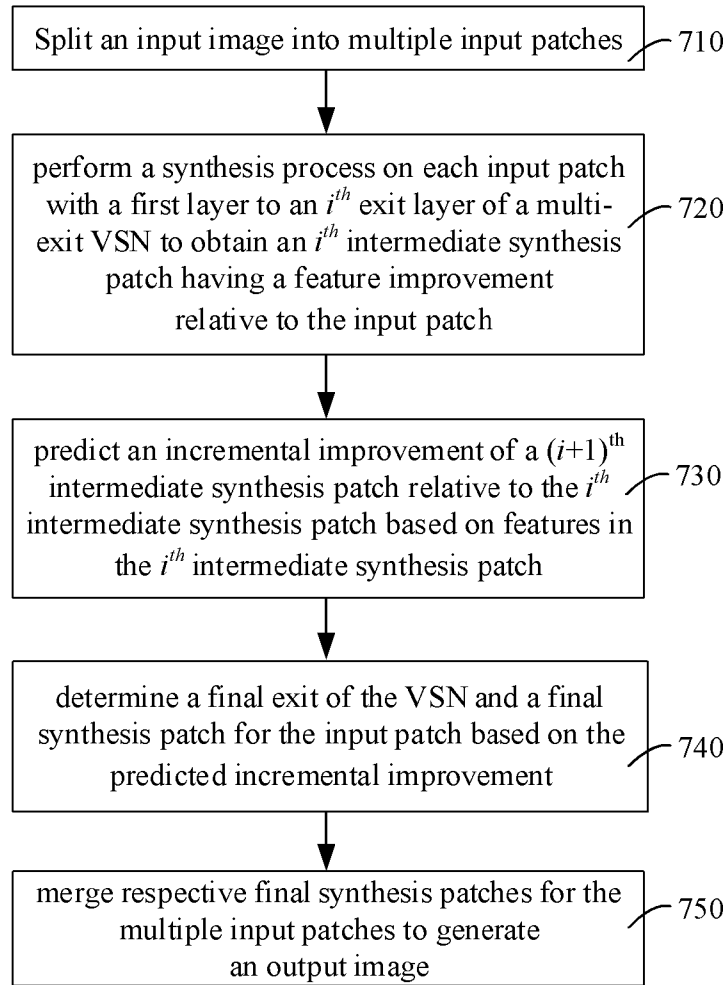 Split an input image into multiple input patches
710
perform a synthesis process on each input patch
with a first layer to an i^th exit layer of a multi-
exit VSN to obtain an i^th intermediate synthesis
patch having a feature improvement
relative to the input patch
720
predict an incremental improvement of a (i+1)^th
intermediate synthesis patch relative to the i^th
intermediate synthesis patch based on features in
the i^th intermediate synthesis patch
730
determine a final exit of the VSN and a final
synthesis patch for the input patch based on the
predicted incremental improvement
740
merge respective final synthesis patches for the
multiple input patches to generate
an output image
750